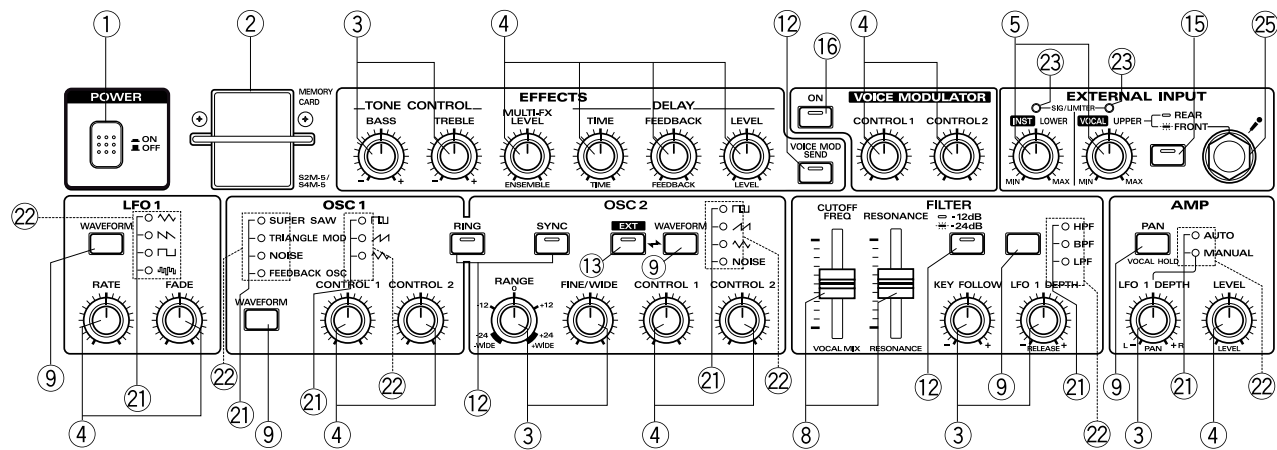 1 2 3 4 12 16 4 5 15 25
23 23
POWER
ON
OFF
MEMORY CARD
S2M-5/
S4M-5
EFFECTS
TONE CONTROL
BASS
TREBLE
- +
- +
MULTI-FX
LEVEL
ENSEMBLE
DELAY
TIME
FEEDBACK
LEVEL
TIME
FEEDBACK
LEVEL
ON
VOICE MOD
SEND
VOICE MODULATOR
CONTROL 1
CONTROL 2
EXTERNAL INPUT
SIG/LIMITER
INST LOWER
VOCAL UPPER
REAR
FRONT
MIN MAX
MIN MAX
LFO 1
WAVEFORM
RATE
FADE
OSC 1
SUPER SAW
TRIANGLE MOD
NOISE
FEEDBACK OSC
WAVEFORM
CONTROL 1
CONTROL 2
RING
SYNC
OSC 2
EXT
WAVEFORM
NOISE
RANGE
0
-12 +12
-24 +24
-WIDE +WIDE
FINE/WIDE
CONTROL 1
CONTROL 2
CUTOFF
FREQ
RESONANCE
VOCAL MIX
RESONANCE
FILTER
-12dB
-24dB
HPF
BPF
LPF
KEY FOLLOW
LFO 1 DEPTH
- +
- RELEASE +
AMP
PAN
VOCAL HOLD
AUTO
MANUAL
LFO 1 DEPTH
LEVEL
L - + R
PAN
LEVEL
22 9 21 22 21 21 22 13 9 21 22 12 9 21 22 9 21 22
4 9 4 12 3 4 8 3 3 4